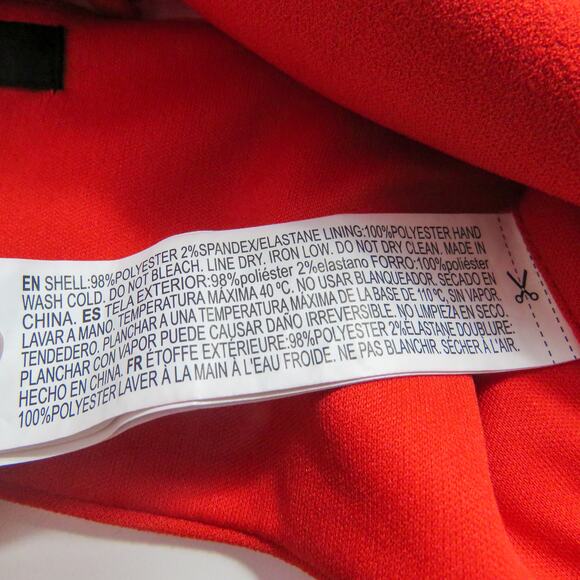 EN SHELL:98%POLYESTER 2%SPANDEX/ELASTANE LINING:100%POLYESTER HAND
WASH COLD. DO NOT BLEACH. LINE DRY. IRON LOW. DO NOT DRY CLEAN. MADE IN
CHINA. ES TELA EXTERIOR:98%poliéster 2%elastano FORRO:100%poliéster
LAVAR A MANO. TEMPERATURA MÁXIMA 40 ºC. NO USAR BLANQUEADOR. SECADO EN
TENDEDERO. PLANCHAR A UNA TEMPERATURA MÁXIMA DE LA BASE DE 110°C, SIN VAPOR.
PLANCHAR CON VAPOR PUEDE CAUSAR DAÑO IRREVERSIBLE. NO LIMPIEZA EN SECO.
HECHO EN CHINA. FR ÉTOFFE EXTÉRIEURE:98%POLYESTER 2%ELASTANE DOUBLURE:
100%POLYESTER LAVER À LA MAIN À L'EAU FROIDE. NE PAS BLANCHIR. SÉCHER À L'AIR.